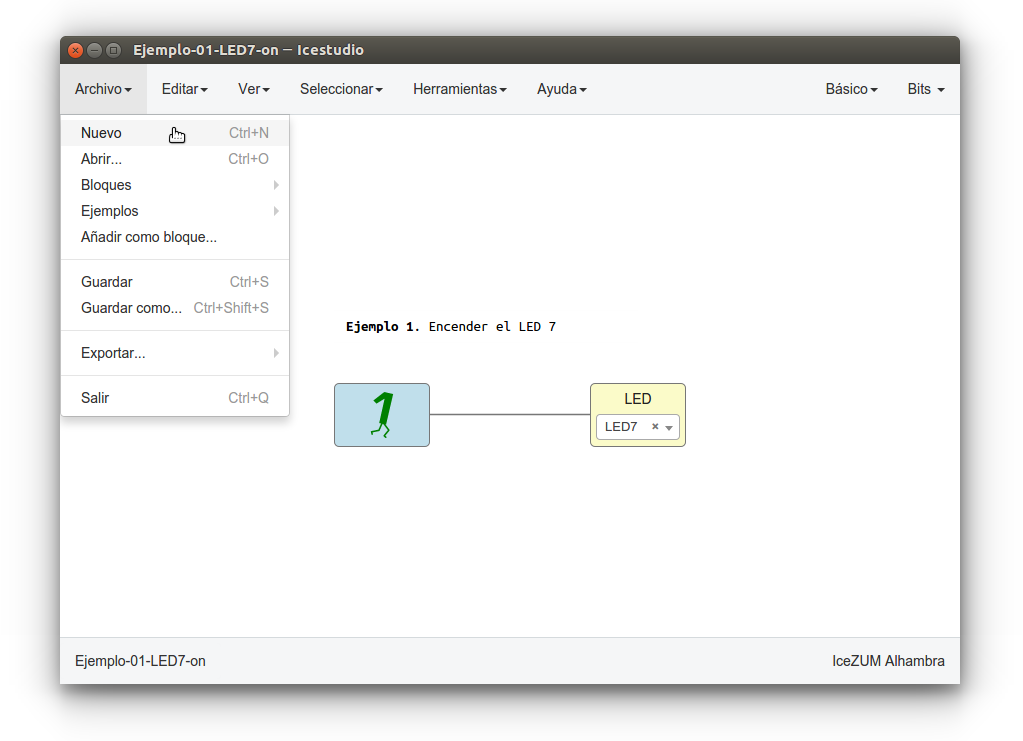 Ejemplo-01-LED7-on — Icestudio
Archivo Editar Ver Seleccionar Herramientas Ayuda Básico Bits
Nuevo Ctrl+N
Abrir... Ctrl+O
Bloques
Ejemplos
Añadir como bloque...
Guardar Ctrl+S
Guardar como... Ctrl+Shift+S
Exportar...
Salir Ctrl+Q
Ejemplo 1. Encender el LED 7
1
LED
LED7 ×
Ejemplo-01-LED7-on IceZUM Alhambra